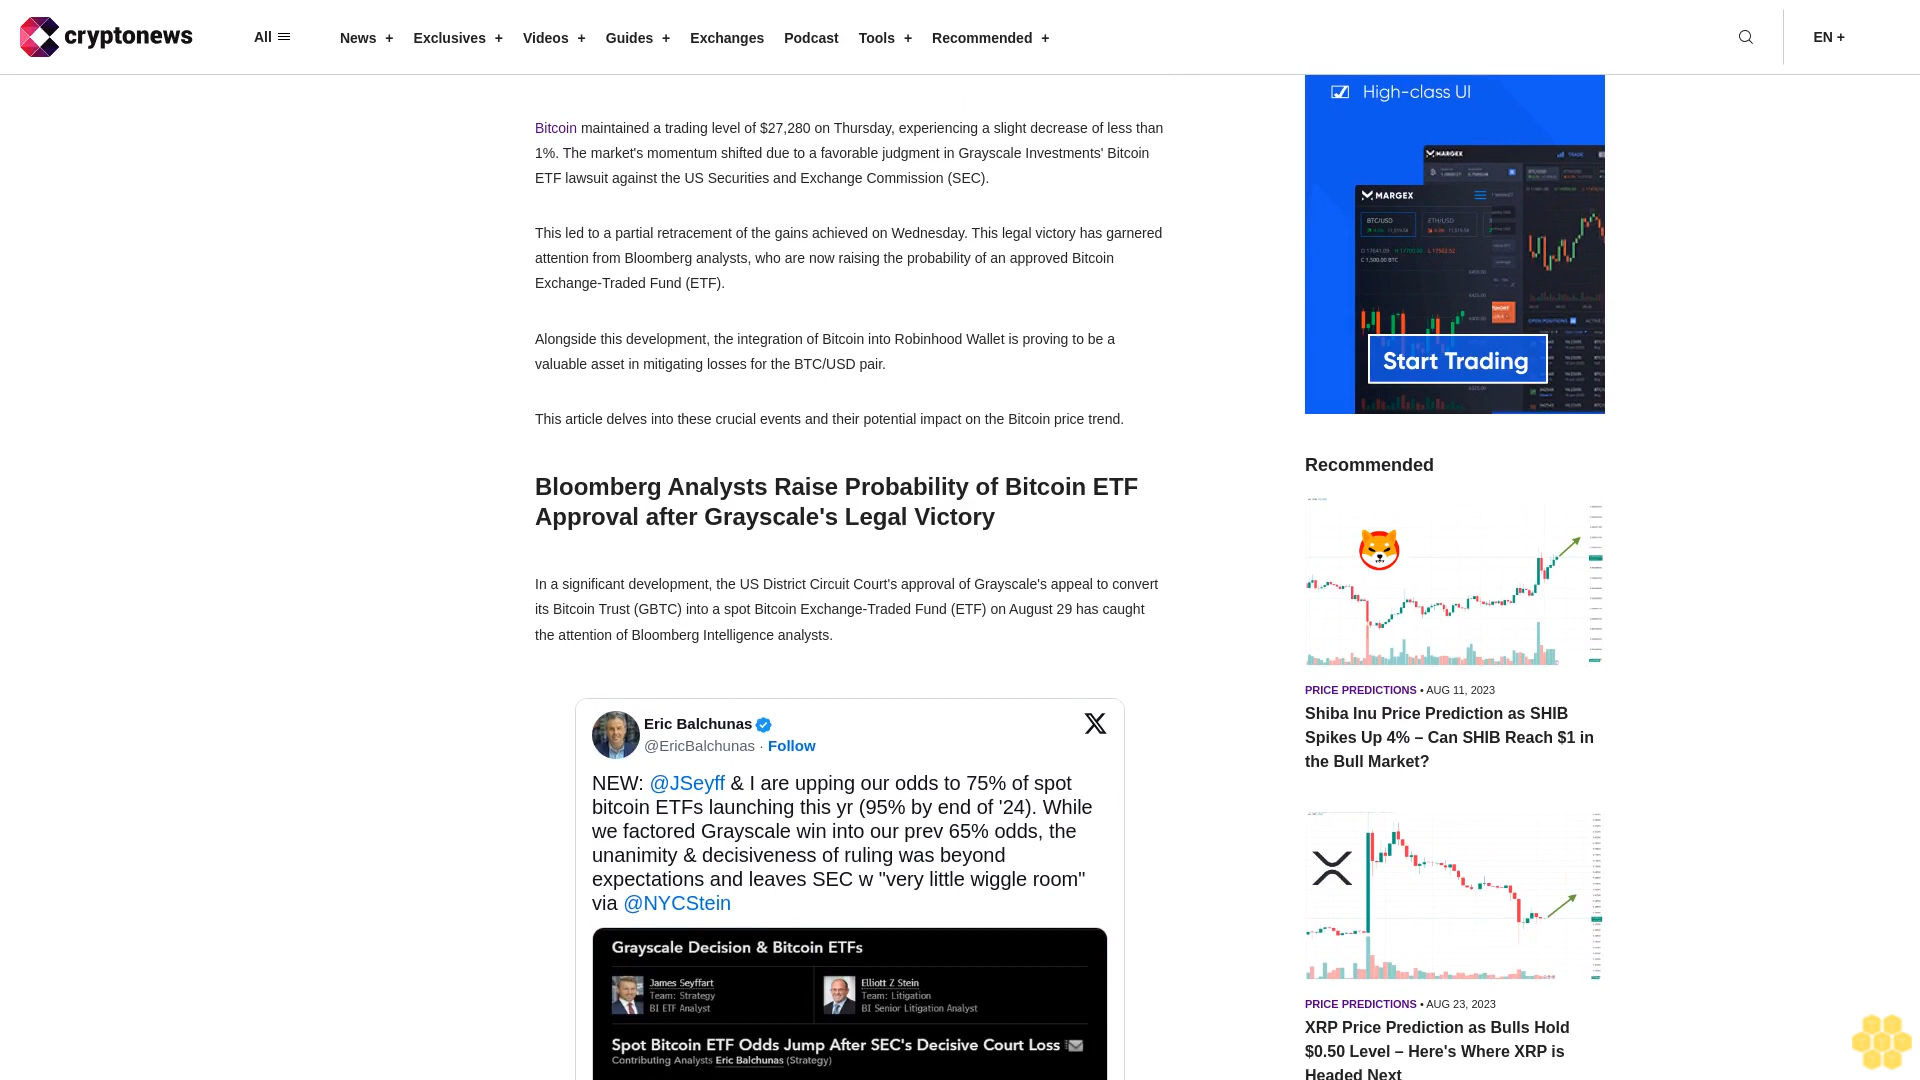 cryptonews
All
News +
Exclusives +
Videos +
Guides +
Exchanges
Podcast
Tools +
Recommended +
EN +
Bitcoin maintained a trading level of $27,280 on Thursday, experiencing a slight decrease of less than
1%. The market's momentum shifted due to a favorable judgment in Grayscale Investments' Bitcoin
ETF lawsuit against the US Securities and Exchange Commission (SEC).
This led to a partial retracement of the gains achieved on Wednesday. This legal victory has garnered
attention from Bloomberg analysts, who are now raising the probability of an approved Bitcoin
Exchange-Traded Fund (ETF).
Alongside this development, the integration of Bitcoin into Robinhood Wallet is proving to be a
valuable asset in mitigating losses for the BTC/USD pair.
This article delves into these crucial events and their potential impact on the Bitcoin price trend.
Bloomberg Analysts Raise Probability of Bitcoin ETF
Approval after Grayscale's Legal Victory
In a significant development, the US District Circuit Court's approval of Grayscale's appeal to convert
its Bitcoin Trust (GBTC) into a spot Bitcoin Exchange-Traded Fund (ETF) on August 29 has caught
the attention of Bloomberg Intelligence analysts.
Eric Balchunas
@EricBalchunas · Follow
NEW: @JSeyff & I are upping our odds to 75% of spot
bitcoin ETFs launching this yr (95% by end of '24). While
we factored Grayscale win into our prev 65% odds, the
unanimity & decisiveness of ruling was beyond
expectations and leaves SEC w "very little wiggle room"
via @NYCStein
Grayscale Decision & Bitcoin ETFs
James Seyffart
Team: Strategy
BI ETF Analyst
Elliott Z Stein
Team: Litigation
BI Senior Litigation Analyst
Spot Bitcoin ETF Odds Jump After SEC's Decisive Court Loss
Contributing Analysts Eric Balchunas (Strategy)
High-class UI
MARGEX
TRADE
MARGEX
BTC/USD
ETH/USD
Start Trading
Recommended
PRICE PREDICTIONS • AUG 11, 2023
Shiba Inu Price Prediction as SHIB
Spikes Up 4% – Can SHIB Reach $1 in
the Bull Market?
PRICE PREDICTIONS • AUG 23, 2023
XRP Price Prediction as Bulls Hold
$0.50 Level – Here's Where XRP is
Headed Next